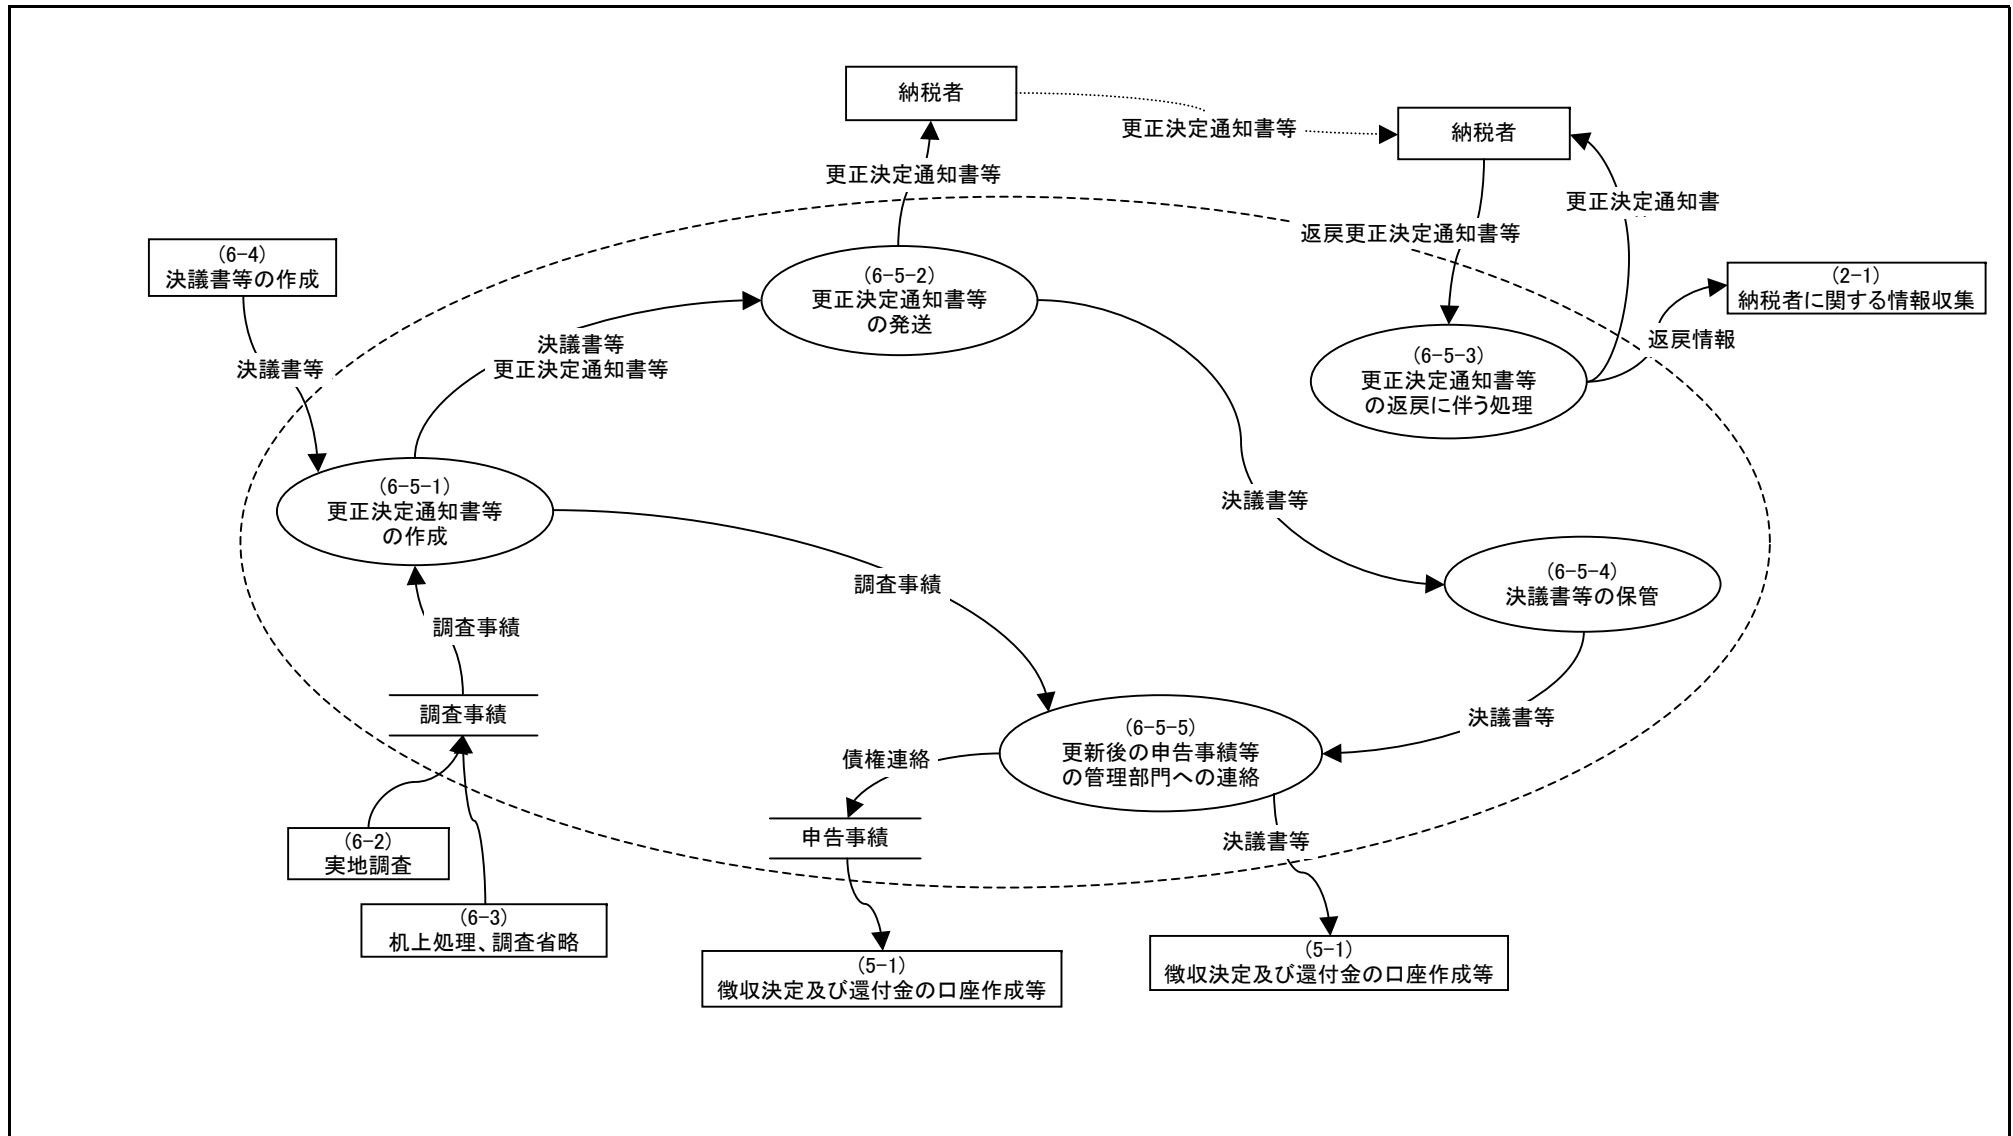 納税者
更正決定通知書等
納税者
更正決定通知書等
更正決定通知書
返戻更正決定通知書等
(6-4)
決議書等の作成
(6-5-2)
更正決定通知書等
の発送
(2-1)
納税者に関する情報収集
決議書等
決議書等
更正決定通知書等
返戻情報
(6-5-3)
更正決定通知書等
の返戻に伴う処理
(6-5-1)
更正決定通知書等
の作成
決議書等
調査事績
(6-5-4)
決議書等の保管
調査事績
調査事績
決議書等
(6-5-5)
更新後の申告事績等
の管理部門への連絡
債権連絡
申告事績
決議書等
(6-2)
実地調査
(6-3)
机上処理、調査省略
(5-1)
徴収決定及び還付金の口座作成等
(5-1)
徴収決定及び還付金の口座作成等